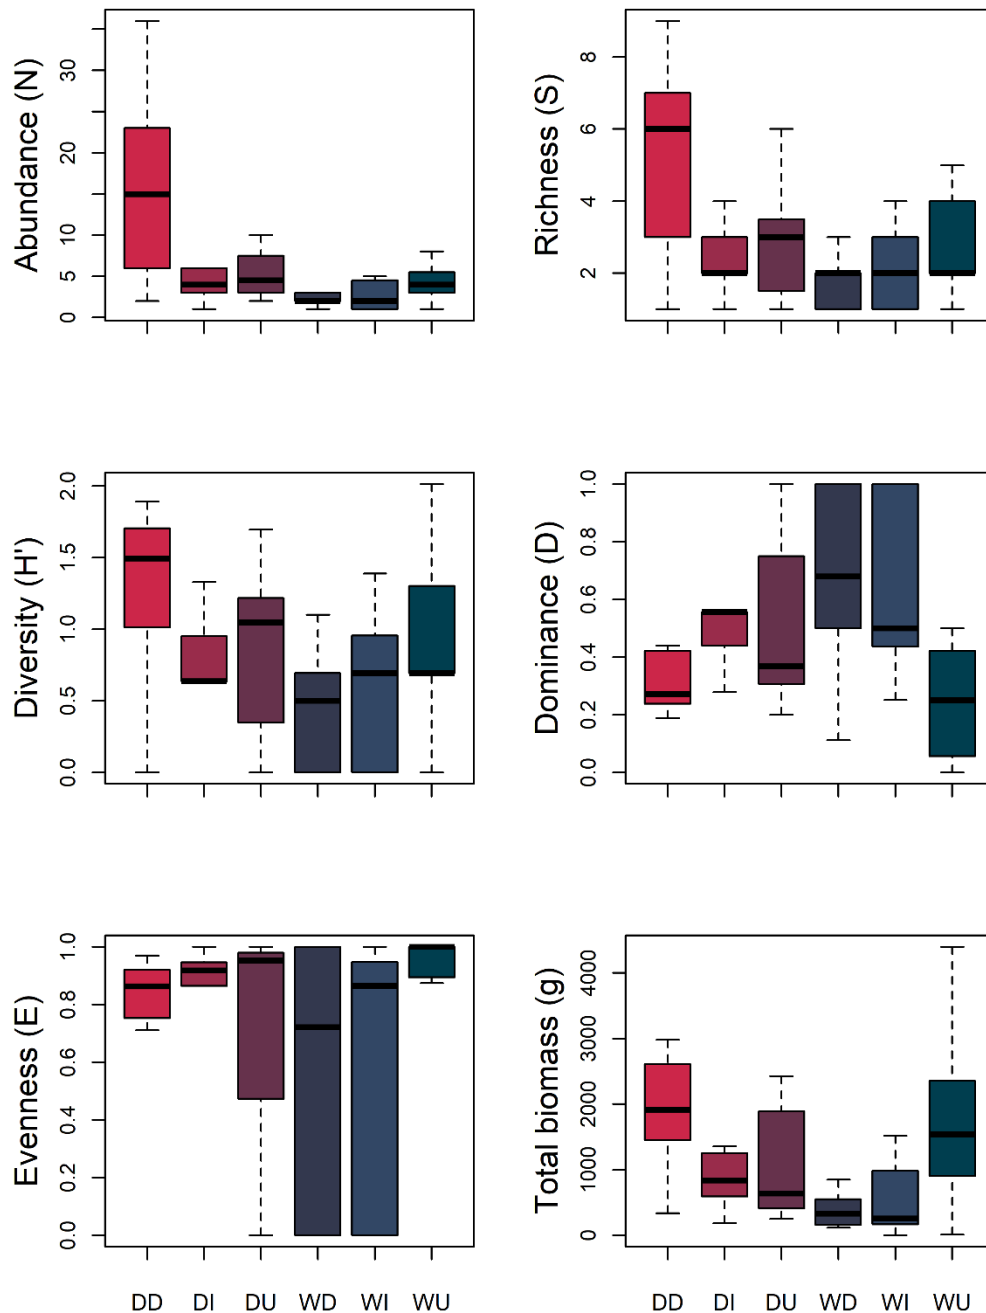 Abundance (N)
0 5 10 20 30
Richness (S)
2 4 6 8
Diversity (H')
0.0 0.5 1.0 1.5 2.0
Dominance (D)
0.0 0.2 0.4 0.6 0.8 1.0
Evenness (E)
0.0 0.2 0.4 0.6 0.8 1.0
Total biomass (g)
0 1000 2000 3000 4000
DD DI DU WD WI WU
DD DI DU WD WI WU